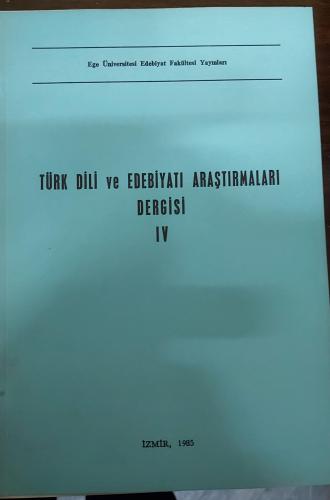 Ege Üniversitesi Edebiyat Fakültesi Yayınları
TÜRK DİLİ ve EDEBİYATI ARAŞTIRMALARI
DERGİSİ
IV
İZMİR, 1985